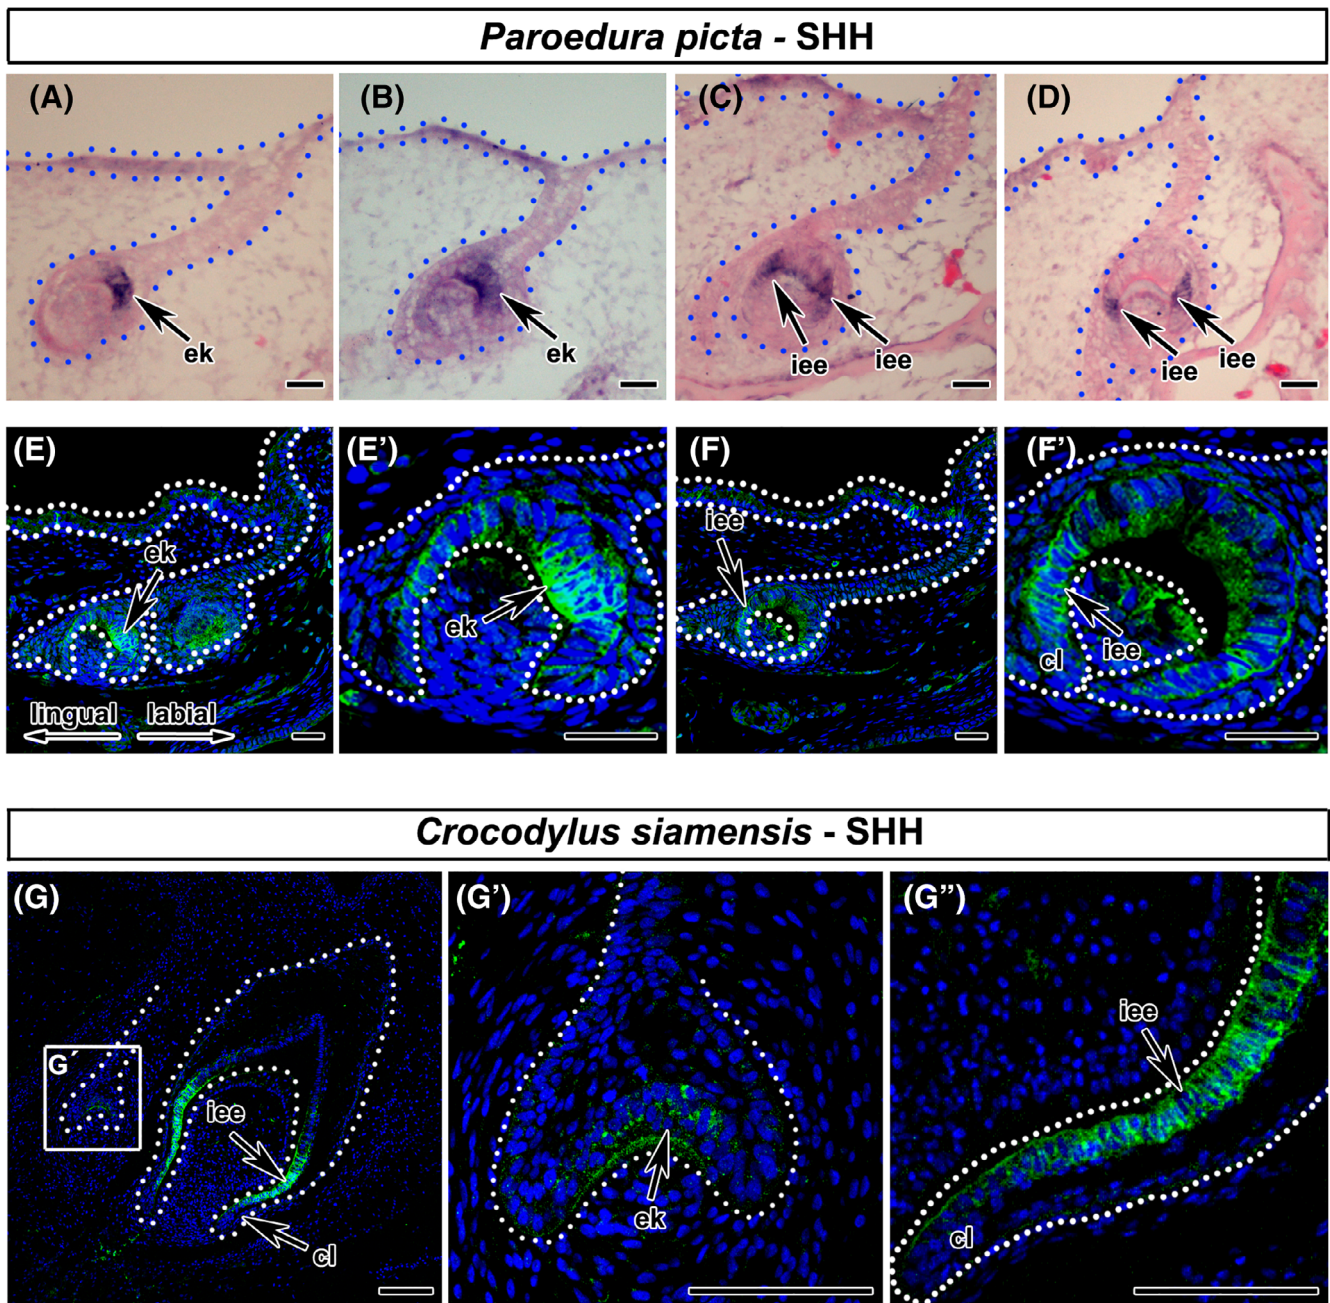 Paroedura picta - SHH
(A)
ek
(B)
ek
(C)
iee
iee
(D)
iee
iee
(E)
ek
lingual
labial
(E’)
ek
(F)
iee
(F’)
cl
iee
Crocodylus siamensis - SHH
(G)
G´
iee
cl
(G’)
ek
(G”)
iee
cl